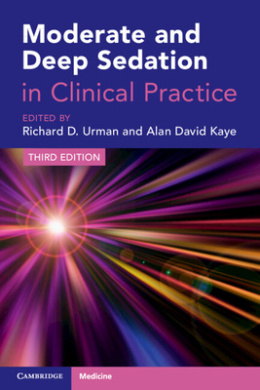 Moderate and
Deep Sedation
in Clinical Practice
EDITED BY
Richard D. Urman and Alan David Kaye
THIRD EDITION
CAMBRIDGE Medicine